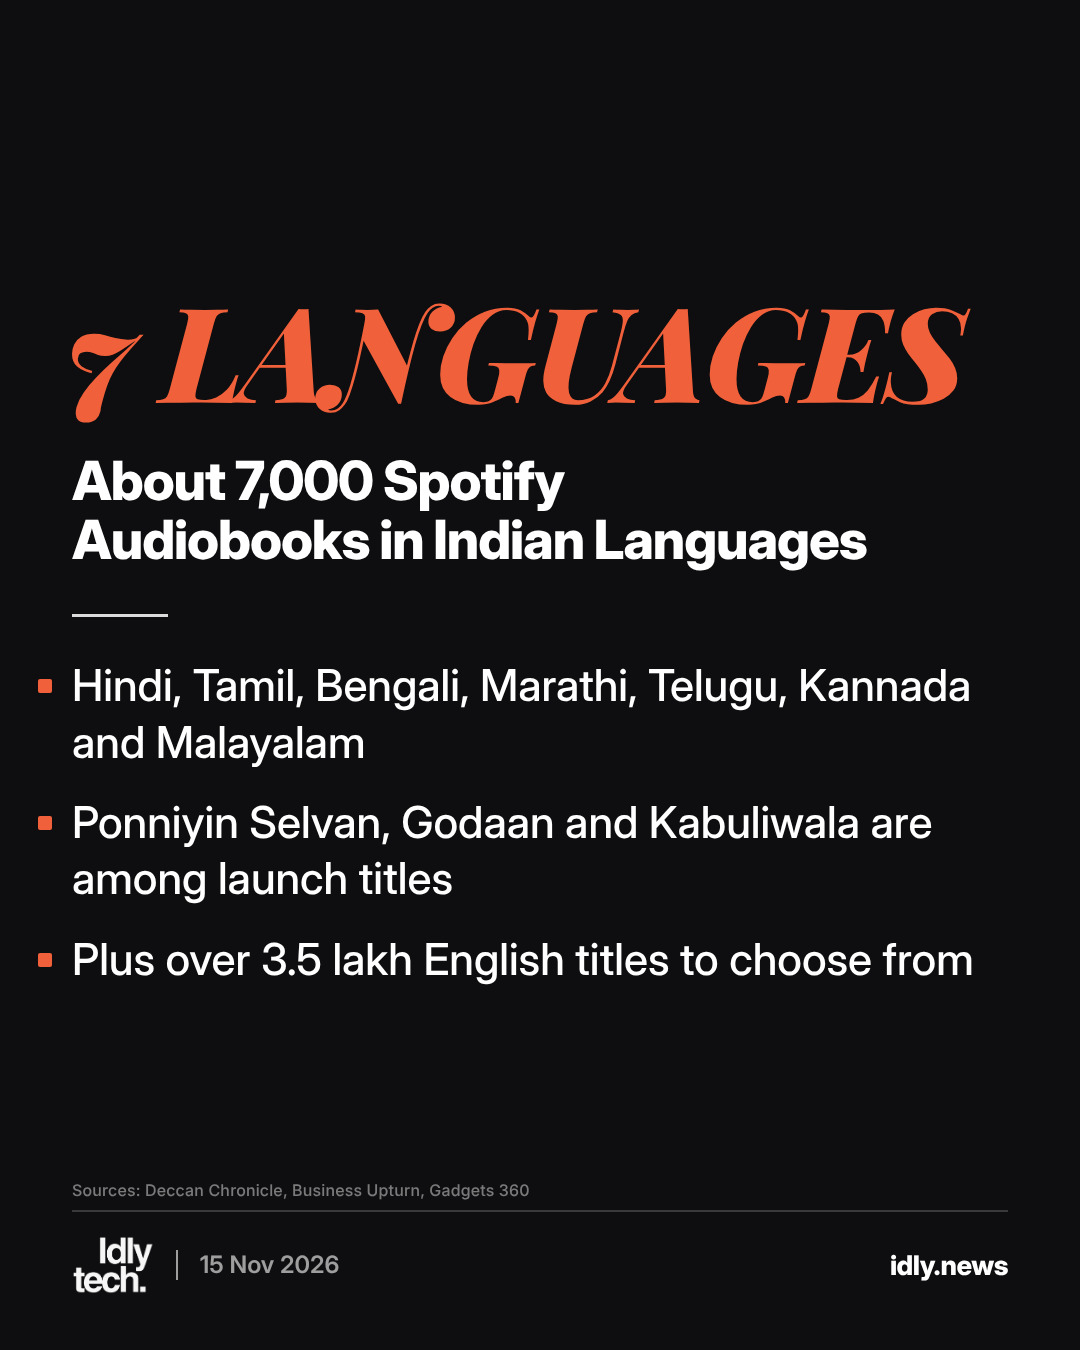 7 LANGUAGES
About 7,000 Spotify
Audiobooks in Indian Languages
Hindi, Tamil, Bengali, Marathi, Telugu, Kannada
and Malayalam
Ponniyin Selvan, Godaan and Kabuliwala are
among launch titles
Plus over 3.5 lakh English titles to choose from
Sources: Deccan Chronicle, Business Upturn, Gadgets 360
Idly
tech.
15 Nov 2026
idly.news